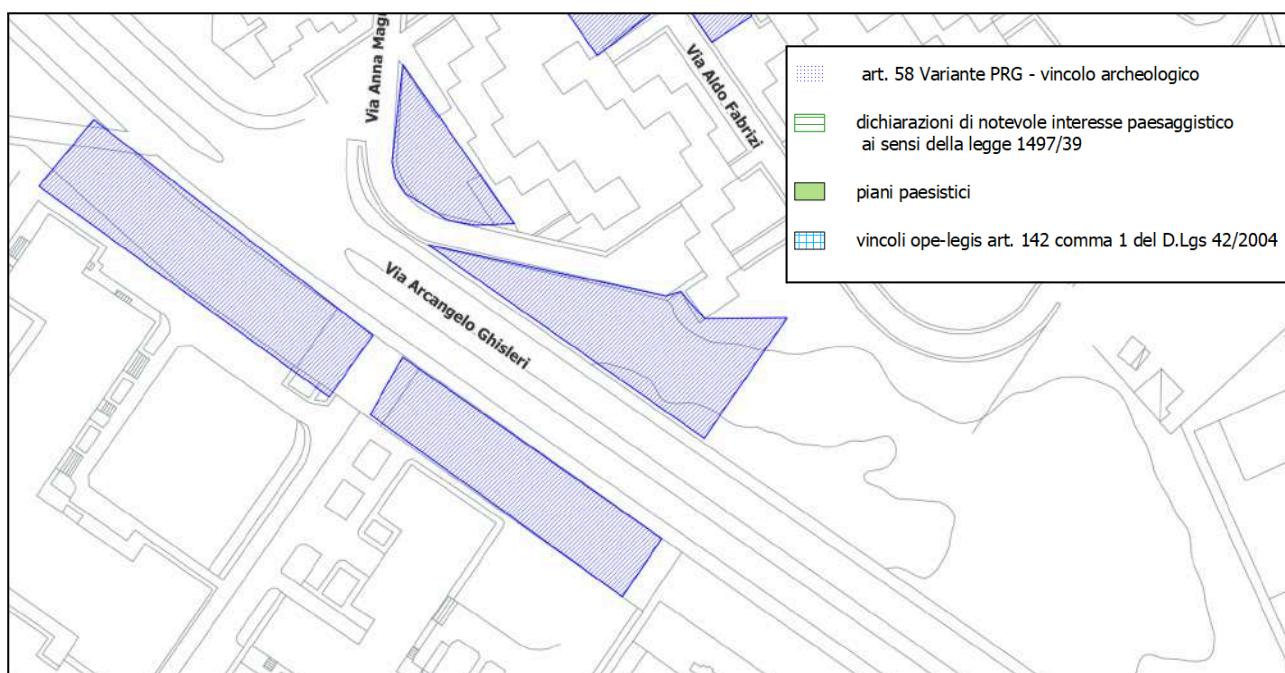 Via Anna Mag
Via Aldo Fabrizi
Via Arcangelo Ghisleri
art. 58 Variante PRG - vincolo archeologico
dichiarazioni di notevole interesse paesaggistico
ai sensi della legge 1497/39
piani paesistici
vincoli ope-legis art. 142 comma 1 del D.Lgs 42/2004